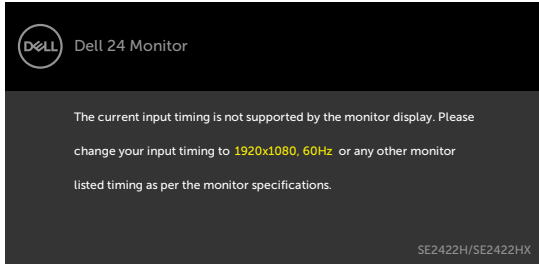 DELL
Dell 24 Monitor
The current input timing is not supported by the monitor display. Please
change your input timing to 1920x1080, 60Hz or any other monitor
listed timing as per the monitor specifications.
SE2422H/SE2422HX